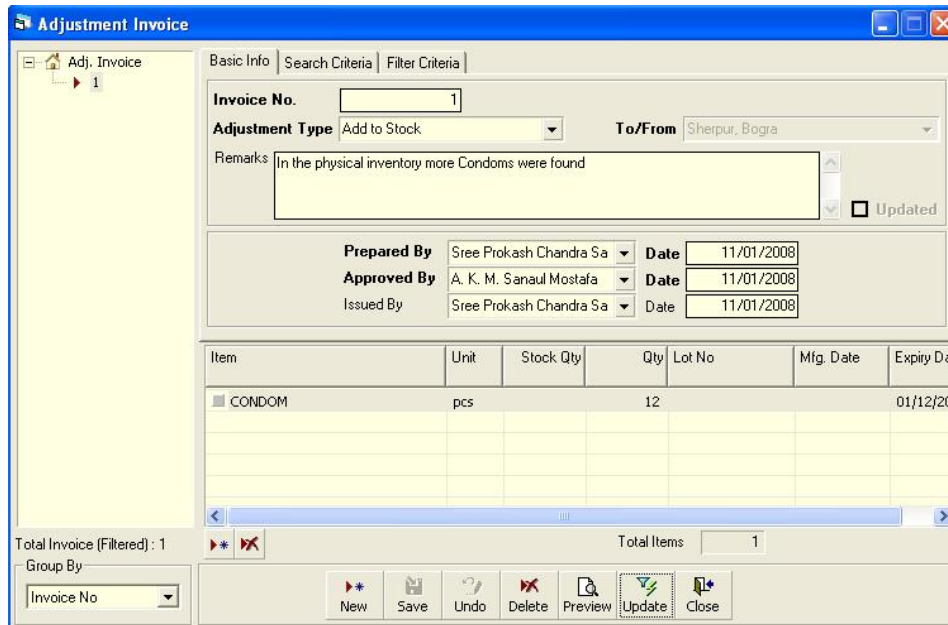 Adjustment Invoice
Adj. Invoice
1
Basic Info Search Criteria Filter Criteria
Invoice No. 1
Adjustment Type Add to Stock To/From Sherpur, Bogra
Remarks In the physical inventory more Condoms were found
Updated
Prepared By Sree Prokash Chandra Sa Date 11/01/2008
Approved By A. K. M. Sanaul Mostafa Date 11/01/2008
Issued By Sree Prokash Chandra Sa Date 11/01/2008
Item Unit Stock Qty Qty Lot No Mfg. Date Expiry Da
CONDOM pcs 12 01/12/20
Total Invoice (Filtered) : 1
Total Items 1
Group By
Invoice No
New Save Undo Delete Preview Update Close